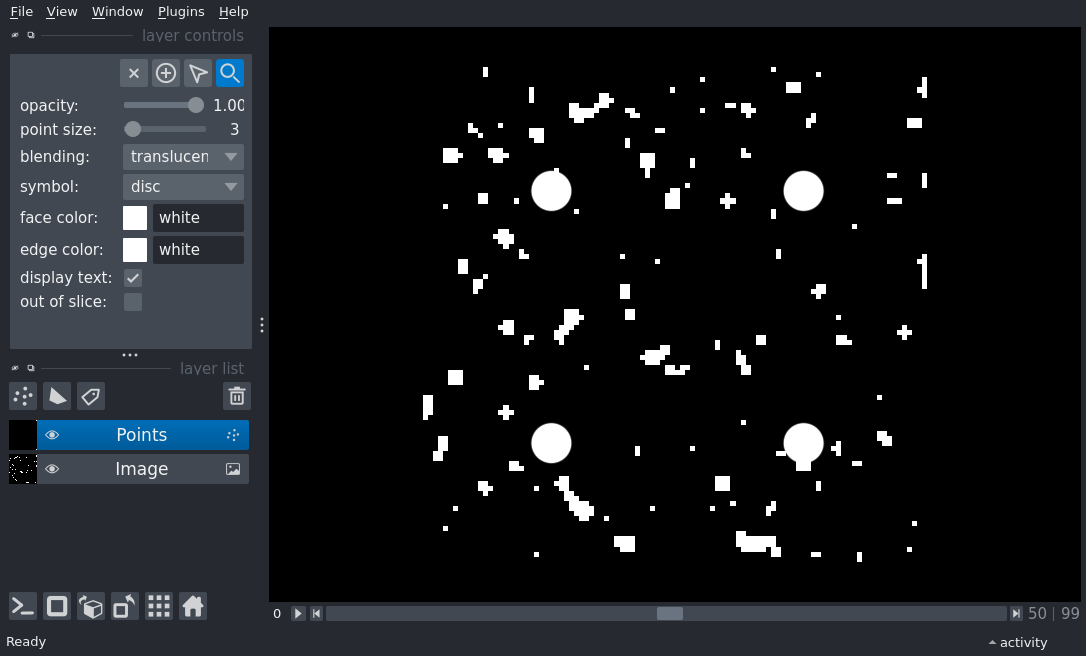 File View Window Plugins Help
layer controls
opacity: 1.00
point size: 3
blending: translucen
symbol: disc
face color: white
edge color: white
display text:
out of slice:
layer list
Points
Image
0 50 | 99
Ready activity